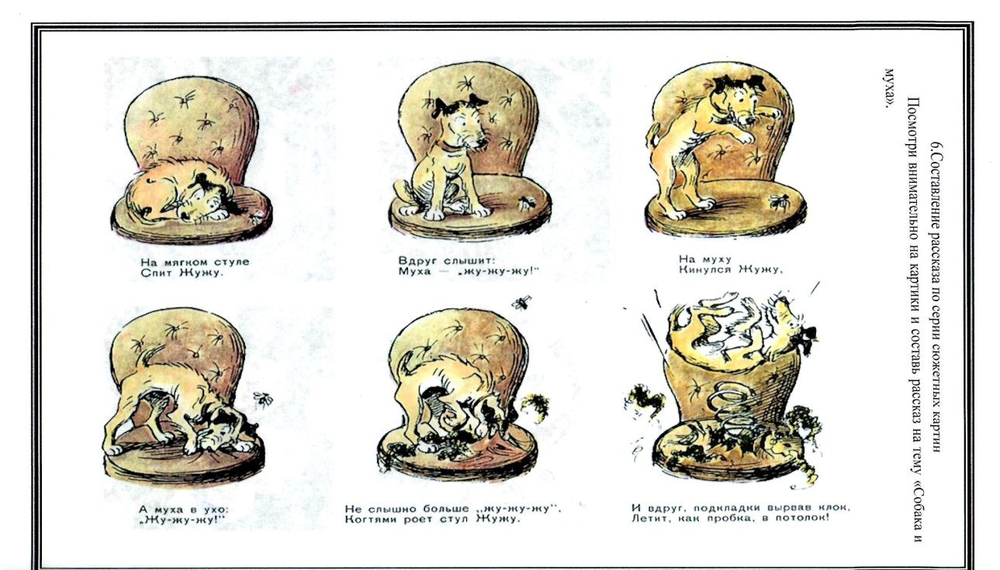 6.Составление рассказа по серии сюжетных картин
Посмотри внимательно на картики и составь рассказ на тему «Собака и
муха».
На мягком стуле
Спит Жужу.
Вдруг слышит:
Муха — „жу-жу-жу!“
На муху
Кинулся Жужу,
А муха в ухо:
„Жу-жу-жу!“
Не слышно больше „жу-жу-жу“,
Когтями роет стул Жужу.
И вдруг, подкладки вырвав клок,
Летит, как пробка, в потолок!